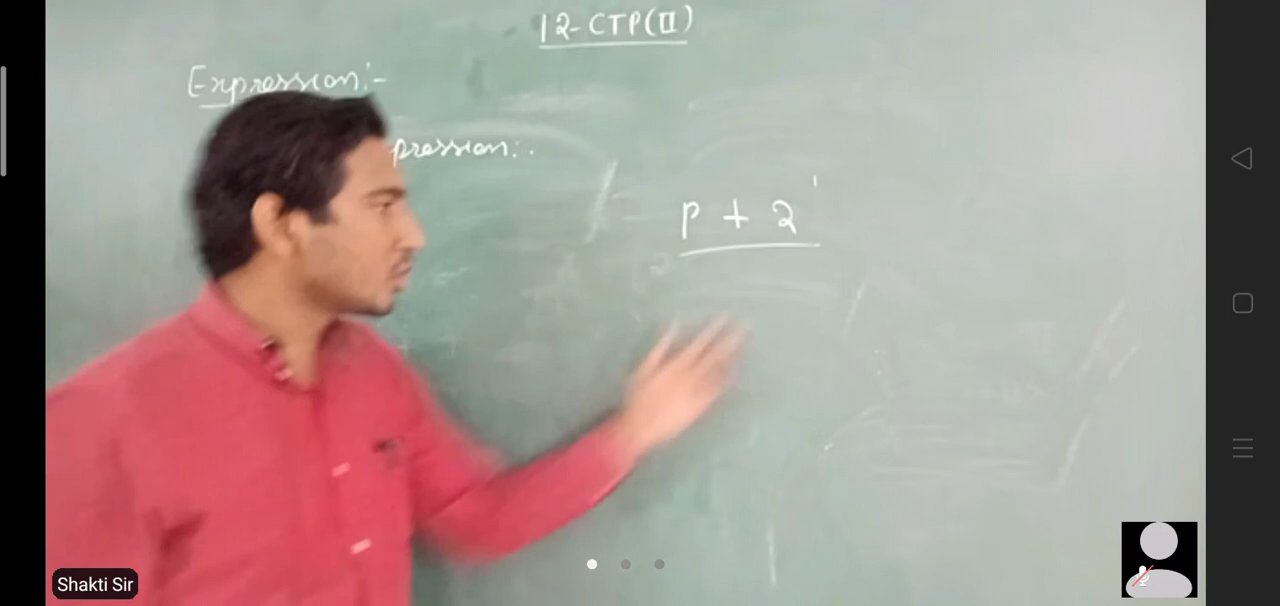 12-CTP(II)
Expression:-
pression:.
p + 2
Shakti Sir